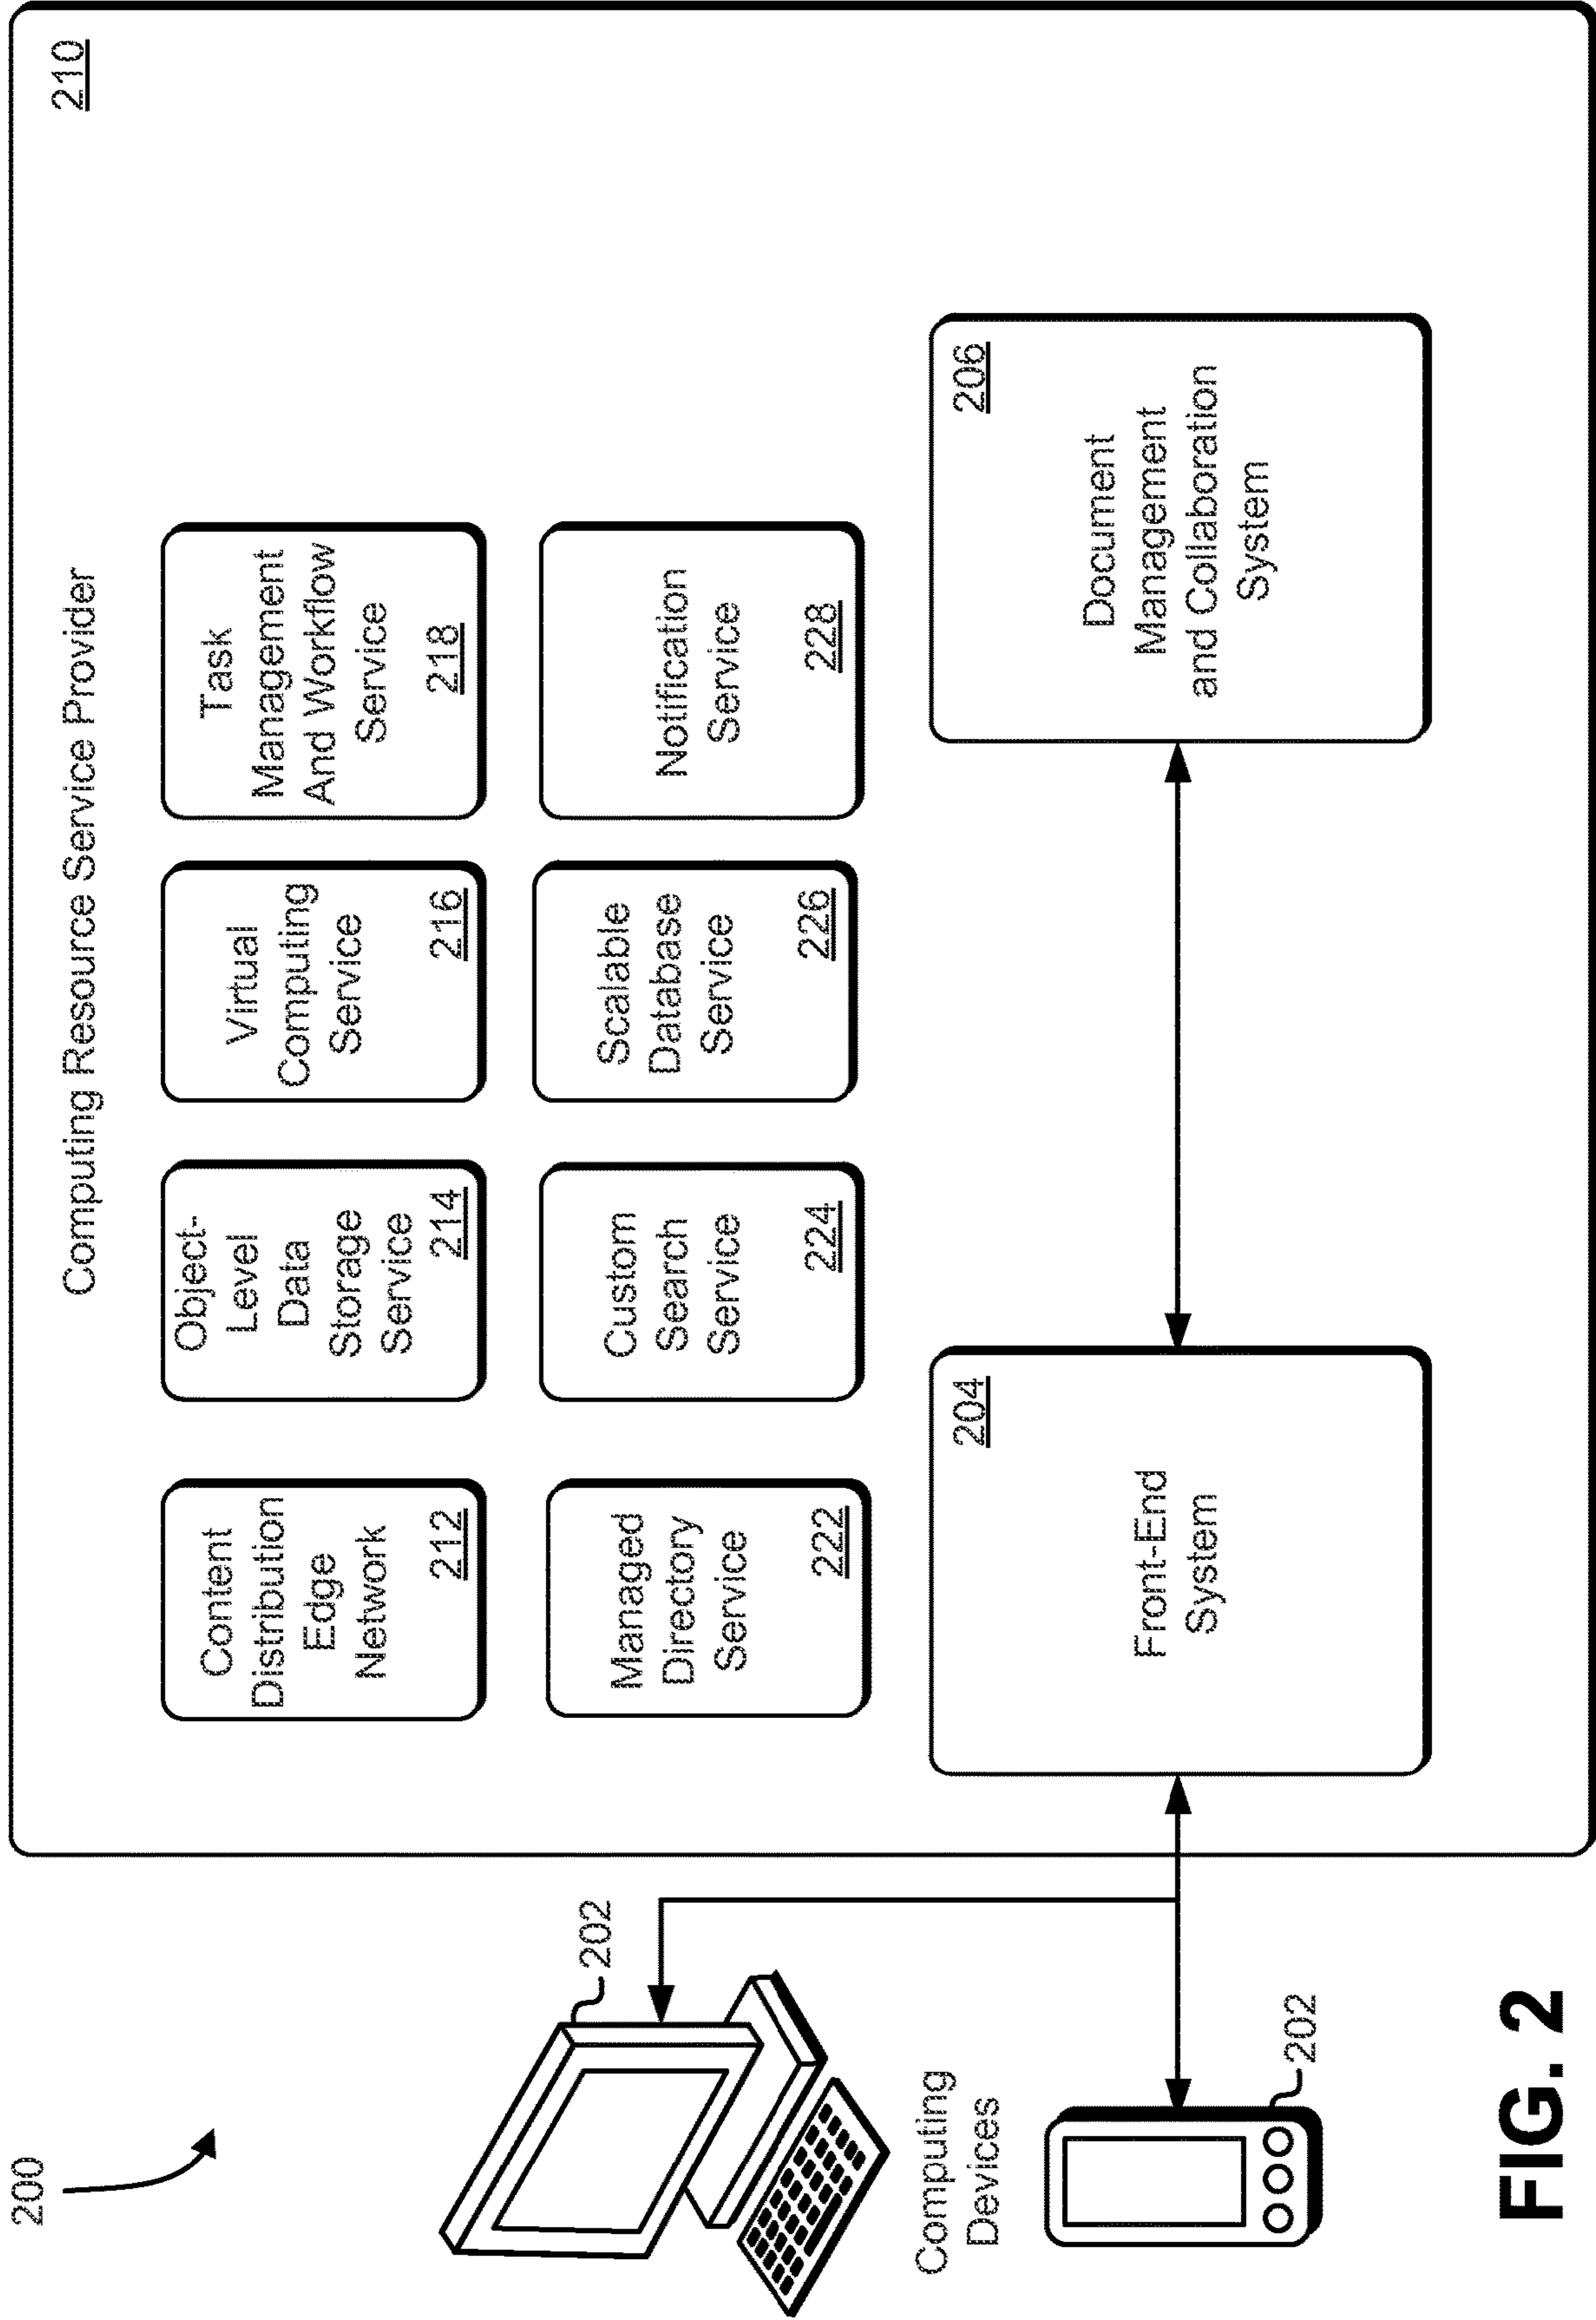 200
Computing Resource Service Provider
210
Content
Distribution
Edge
Network
212
Object-
Level
Data
Storage
Service
214
Virtual
Computing
Service
216
Task
Management
And Workflow
Service
218
Managed
Directory
Service
222
Custom
Search
Service
224
Scalable
Database
Service
226
Notification
Service
228
202
Computing
Devices
202
204
Front-End
System
206
Document
Management
and Collaboration
System
FIG. 2